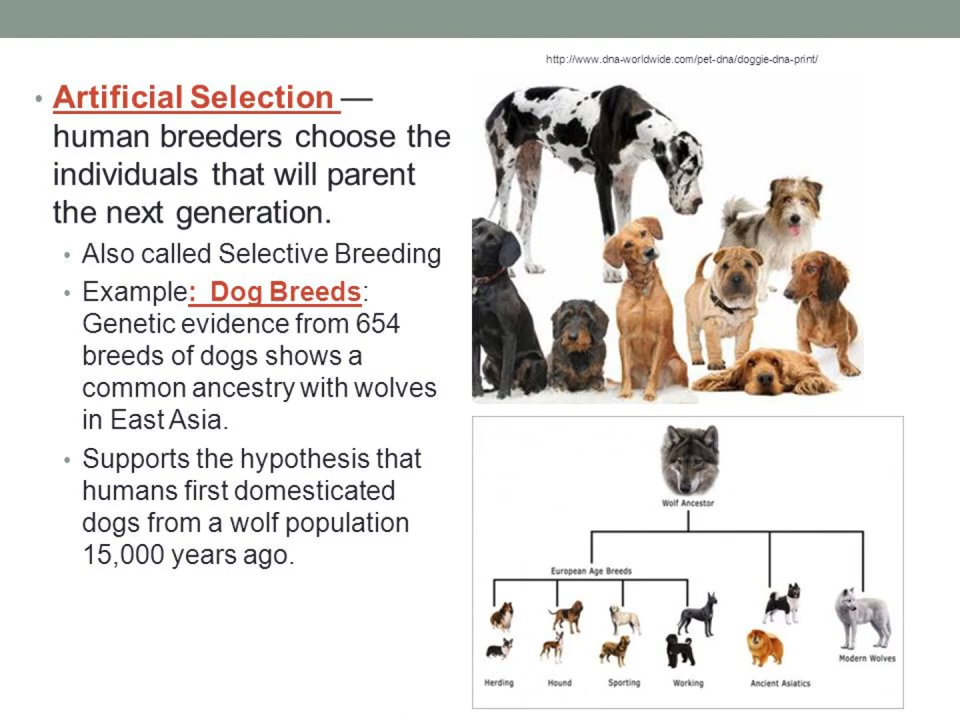 http://www.dna-worldwide.com/pet-dna/doggie-dna-print/
• Artificial Selection —
human breeders choose the
individuals that will parent
the next generation.
• Also called Selective Breeding
• Example: Dog Breeds:
Genetic evidence from 654
breeds of dogs shows a
common ancestry with wolves
in East Asia.
• Supports the hypothesis that
humans first domesticated
dogs from a wolf population
15,000 years ago.
Wolf Ancestor
European Age Breeds
Modern Wolves
Herding Hound Sporting Working Ancient Asiatics